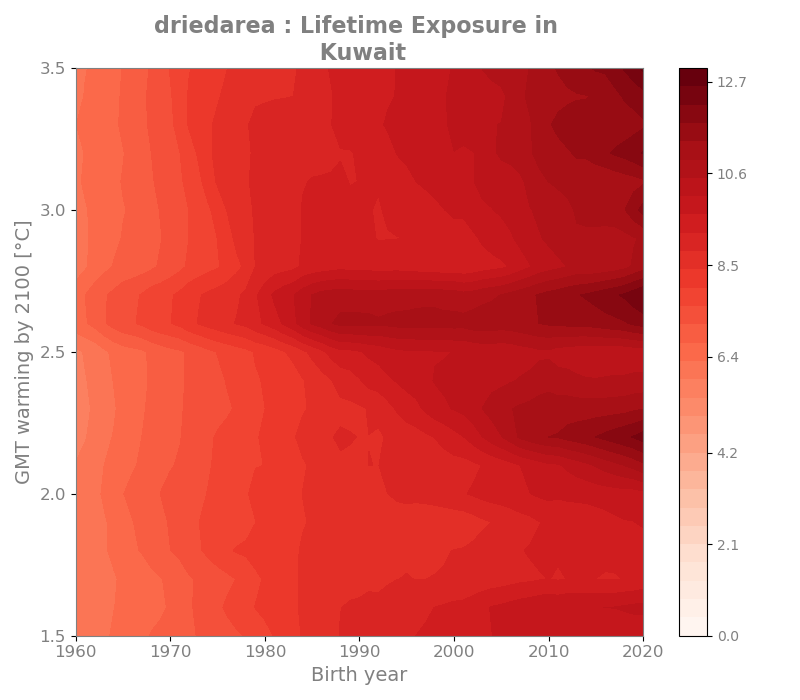 driedarea : Lifetime Exposure in
Kuwait
3.5
3.0
2.5
2.0
1.5
GMT warming by 2100 [°C]
1960 1970 1980 1990 2000 2010 2020
Birth year
12.7
10.6
8.5
6.4
4.2
2.1
0.0